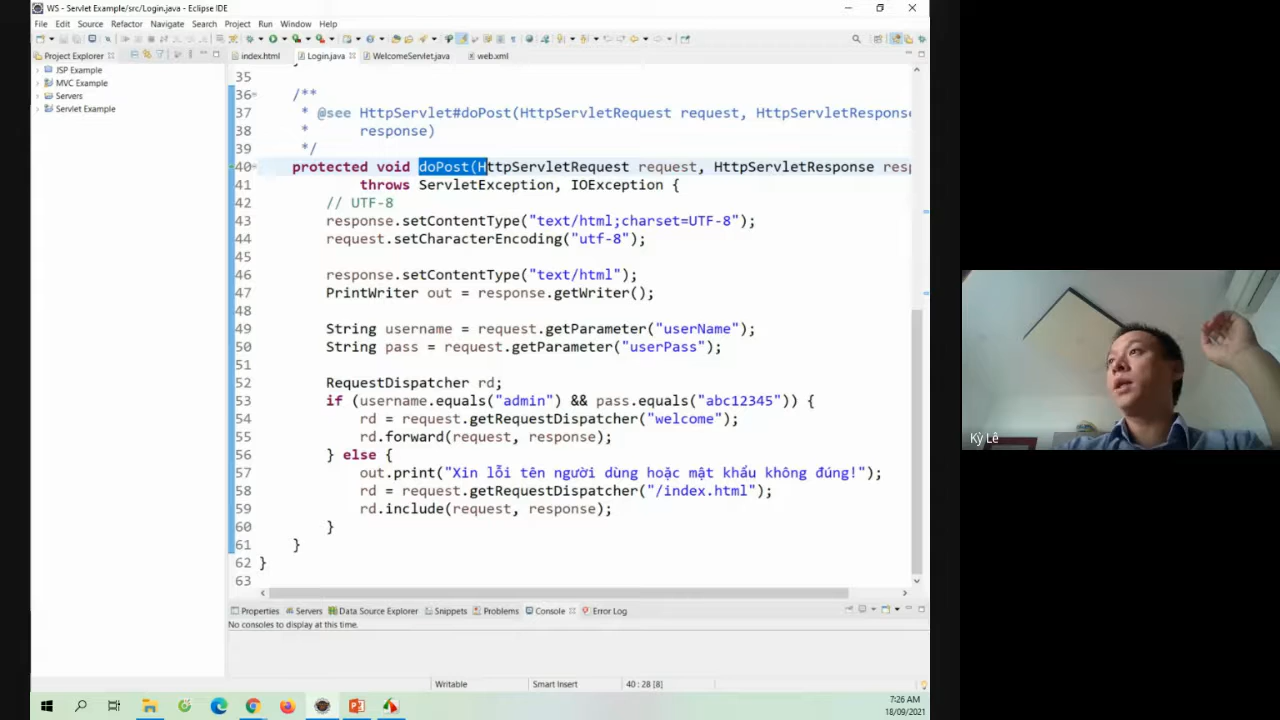 WS - Servlet Example/src/Login.java - Eclipse IDE
File Edit Source Refactor Navigate Search Project Run Window Help
Project Explorer
index.html Login.java WelcomeServlet.java web.xml
JSP Example
MVC Example
Servers
Servlet Example
35 }
36 /**
37 * @see HttpServlet#doPost(HttpServletRequest request, HttpServletResponse
38 * response)
39 */
40 protected void doPost(HttpServletRequest request, HttpServletResponse resp
41 throws ServletException, IOException {
42 // UTF-8
43 response.setContentType("text/html;charset=UTF-8");
44 request.setCharacterEncoding("utf-8");
45
46 response.setContentType("text/html");
47 PrintWriter out = response.getWriter();
48
49 String username = request.getParameter("userName");
50 String pass = request.getParameter("userPass");
51
52 RequestDispatcher rd;
53 if (username.equals("admin") && pass.equals("abc12345")) {
54 rd = request.getRequestDispatcher("welcome");
55 rd.forward(request, response);
56 } else {
57 out.print("Xin lỗi tên người dùng hoặc mật khẩu không đúng!");
58 rd = request.getRequestDispatcher("/index.html");
59 rd.include(request, response);
60 }
61 }
62 }
63
Properties Servers Data Source Explorer Snippets Problems Console Error Log
No consoles to display at this time.
Writable Smart Insert 40 : 28 [8]
7:26 AM
18/09/2021
Kỳ Lê